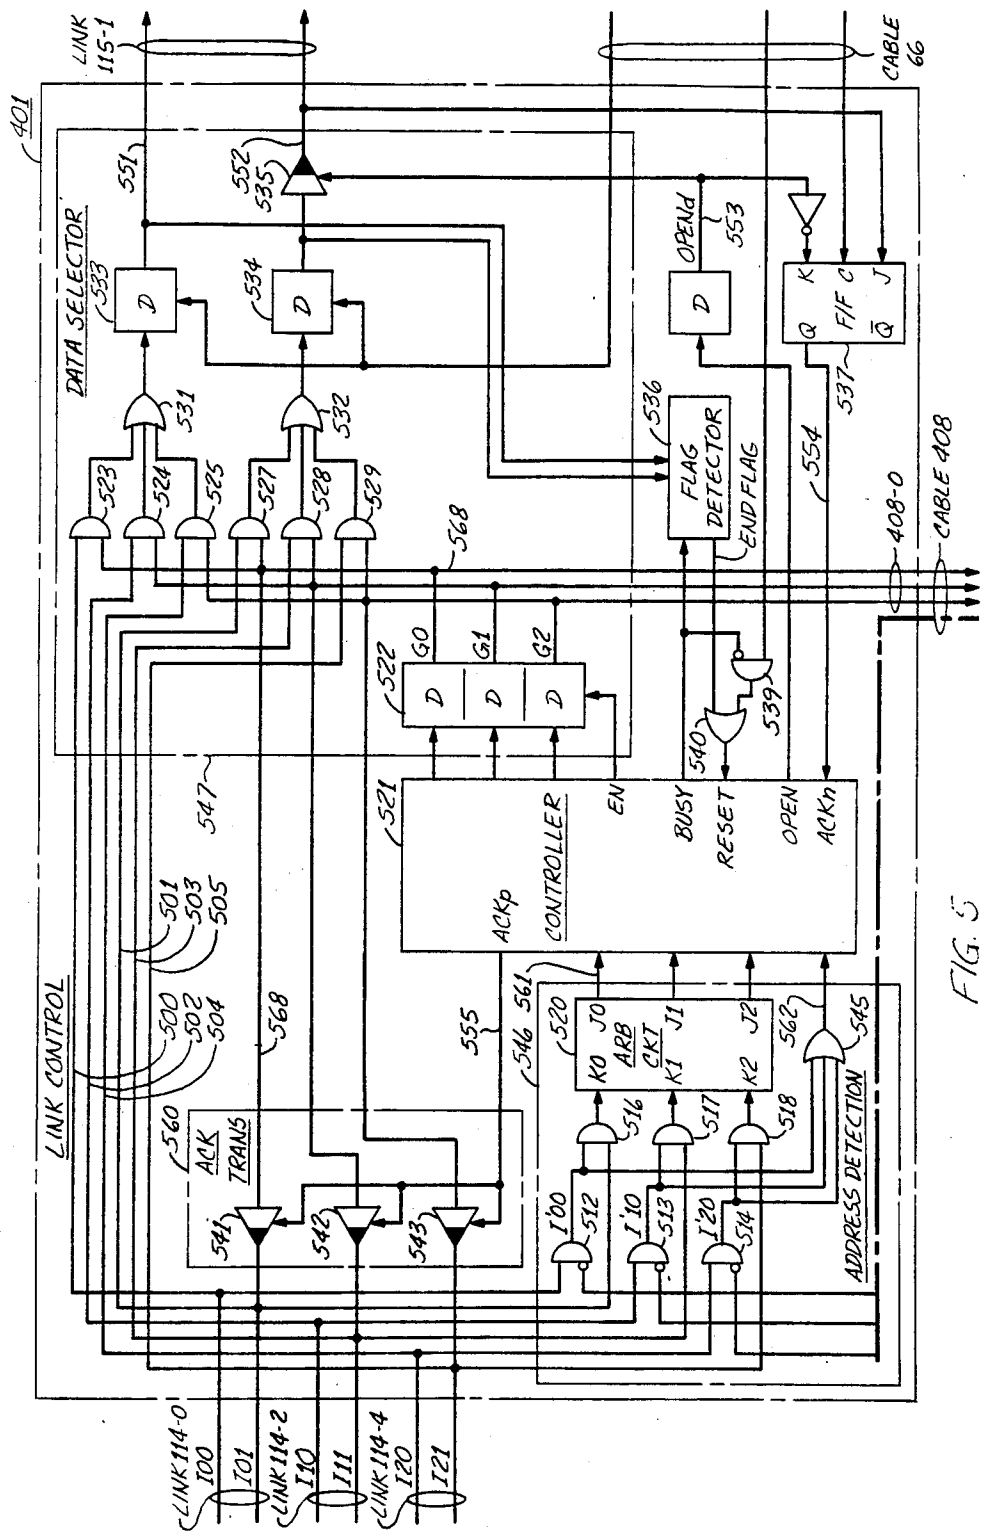 401
LINK CONTROL
LINK
115-1
CABLE
66
DATA SELECTOR
551
552
535
533
D
534
D
531
532
523
524
525
527
528
529
568
OPENd
553
D
K
C
J
Q
F/F
Q̅
537
536
FLAG
DETECTOR
END FLAG
554
408-0
CABLE 408
522
D
D
D
G0
G1
G2
547
540
539
521
CONTROLLER
ACKp
EN
BUSY
RESET
OPEN
ACKn
501
503
505
500
502
504
568
555
560
ACK
TRANS
541
542
543
546
561
520
K0
J0
ARB
CKT
K1
J1
K2
J2
562
545
516
517
518
I'00
512
I'10
513
I'20
514
ADDRESS DETECTION
LINK 114-0
I00
I01
LINK 114-2
I10
I11
LINK 114-4
I20
I21
FIG. 5